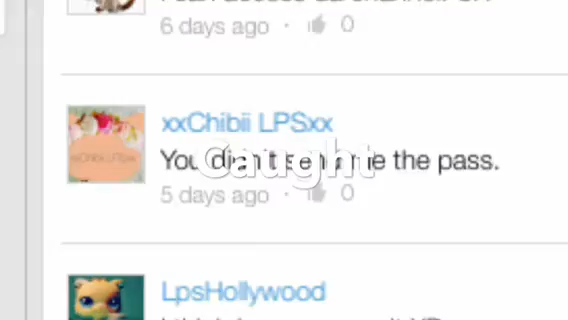 6 days ago · 0
xxChibii LPSxx
You didn't send me the pass.
Caught
5 days ago · 0
LpsHollywood